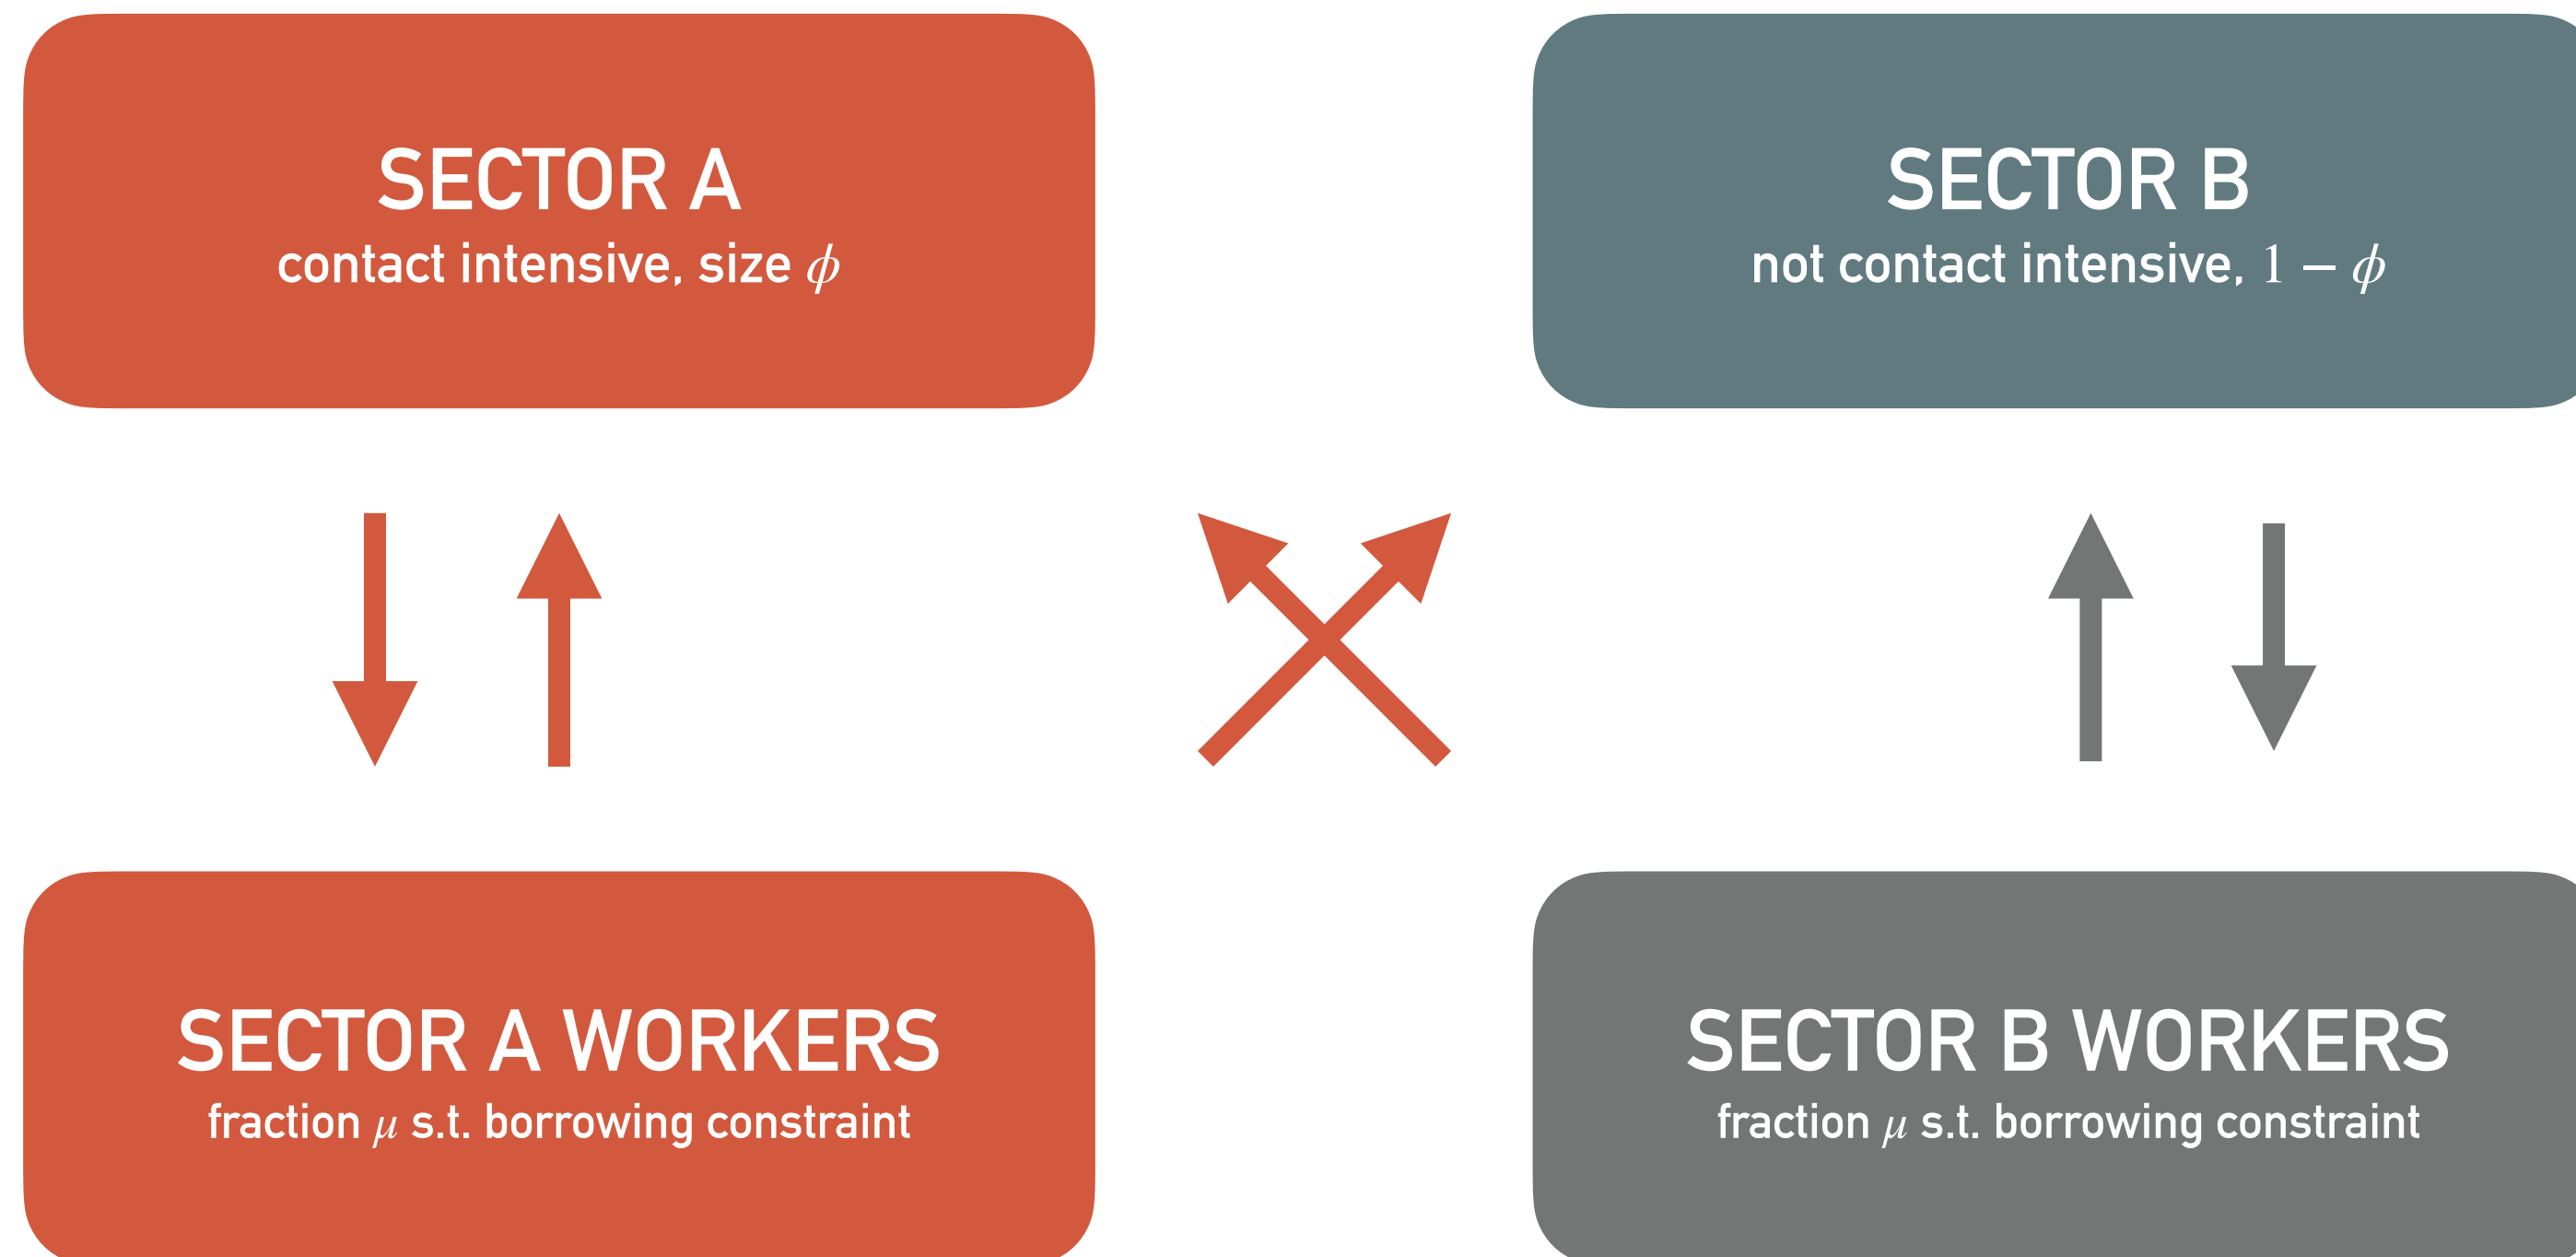 SECTOR A
contact intensive, size ϕ
SECTOR B
not contact intensive, 1 − ϕ
SECTOR A WORKERS
fraction μ s.t. borrowing constraint
SECTOR B WORKERS
fraction μ s.t. borrowing constraint